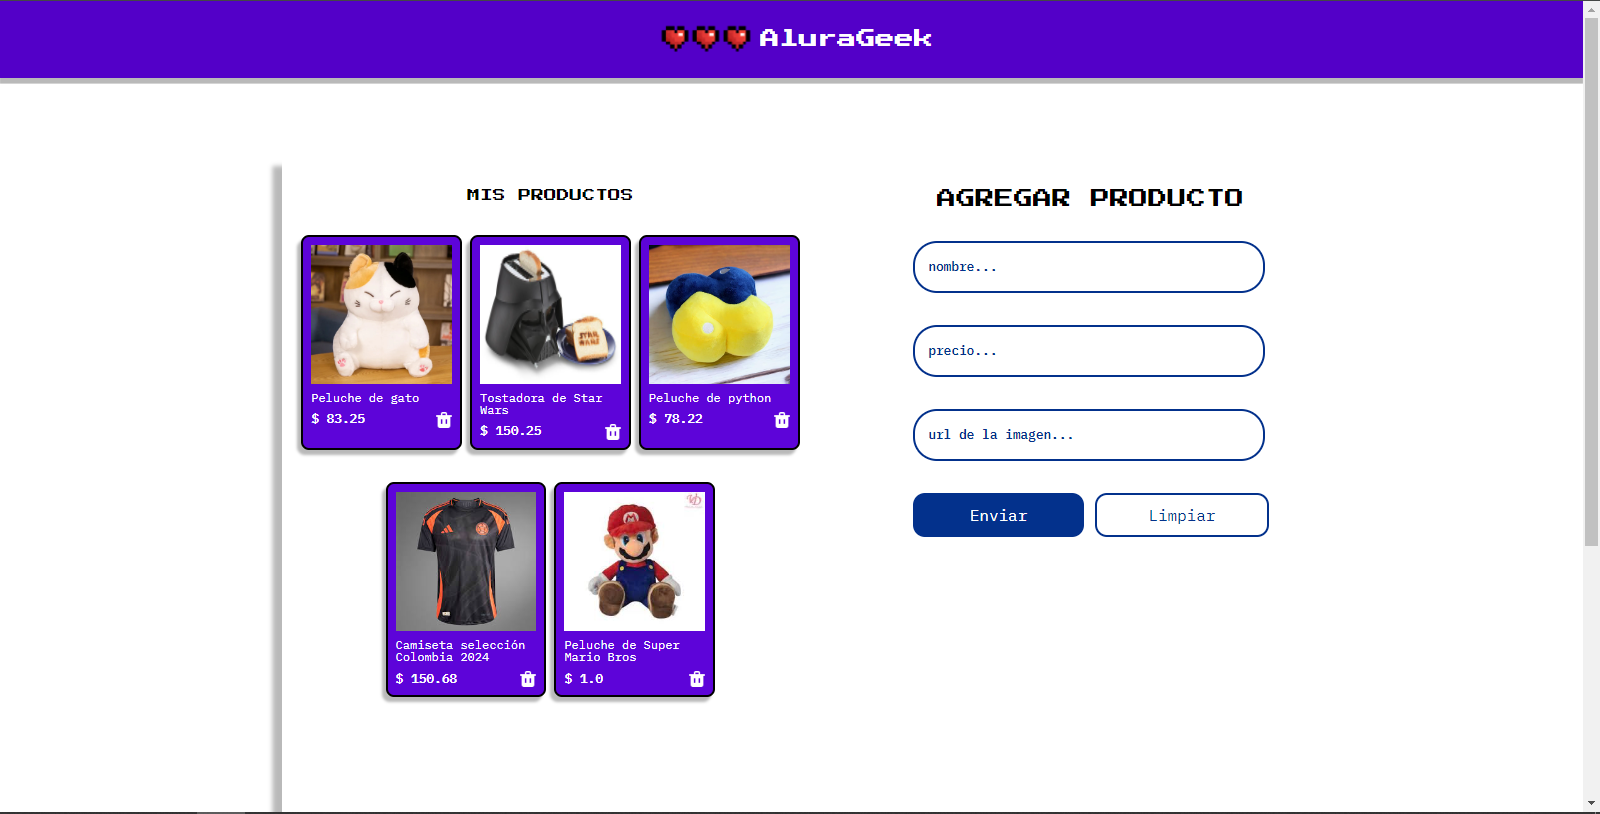 AluraGeek
MIS PRODUCTOS
Peluche de gato
$ 83.25
Tostadora de Star
Wars
$ 150.25
STAR
WARS
Peluche de python
$ 78.22
Camiseta selección
Colombia 2024
$ 150.68
M
Peluche de Super
Mario Bros
$ 1.0
AGREGAR PRODUCTO
nombre...
precio...
url de la imagen...
Enviar
Limpiar